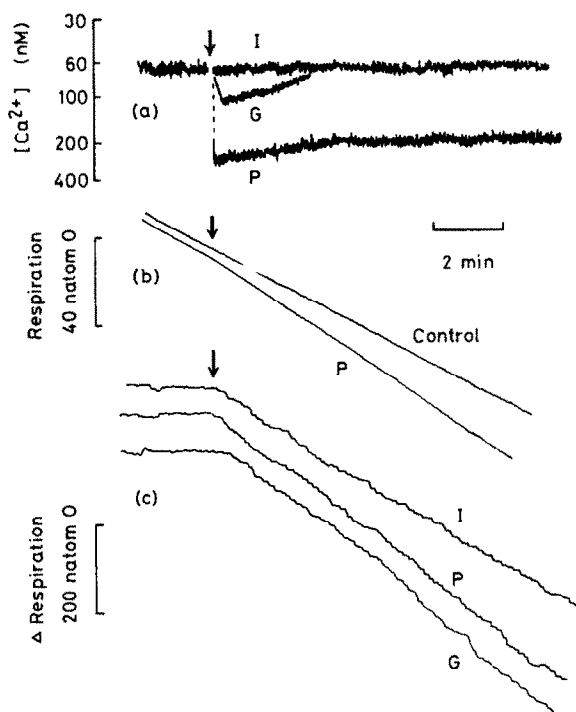 [Ca²⁺] (nM)
30
60
100
200
400
(a)
I
G
P
Respiration
40 natom O
(b)
2 min
Control
P
Δ Respiration
200 natom O
(c)
I
P
G